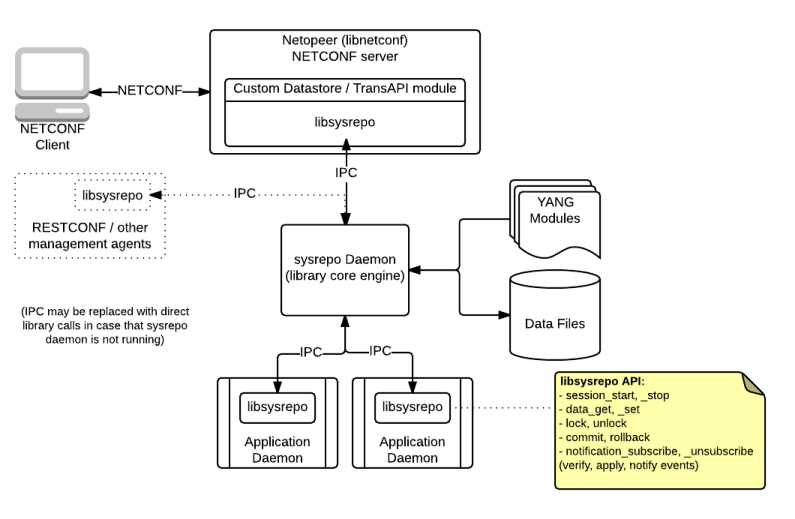 Netopeer (libnetconf)
NETCONF server
Custom Datastore / TransAPI module
libsysrepo
NETCONF
NETCONF
Client
IPC
libsysrepo
IPC
RESTCONF / other
management agents
YANG
Modules
sysrepo Daemon
(library core engine)
Data Files
(IPC may be replaced with direct
library calls in case that sysrepo
daemon is not running)
IPC
IPC
libsysrepo
Application
Daemon
libsysrepo
Application
Daemon
libsysrepo API:
- session_start, _stop
- data_get, _set
- lock, unlock
- commit, rollback
- notification_subscribe, _unsubscribe
(verify, apply, notify events)